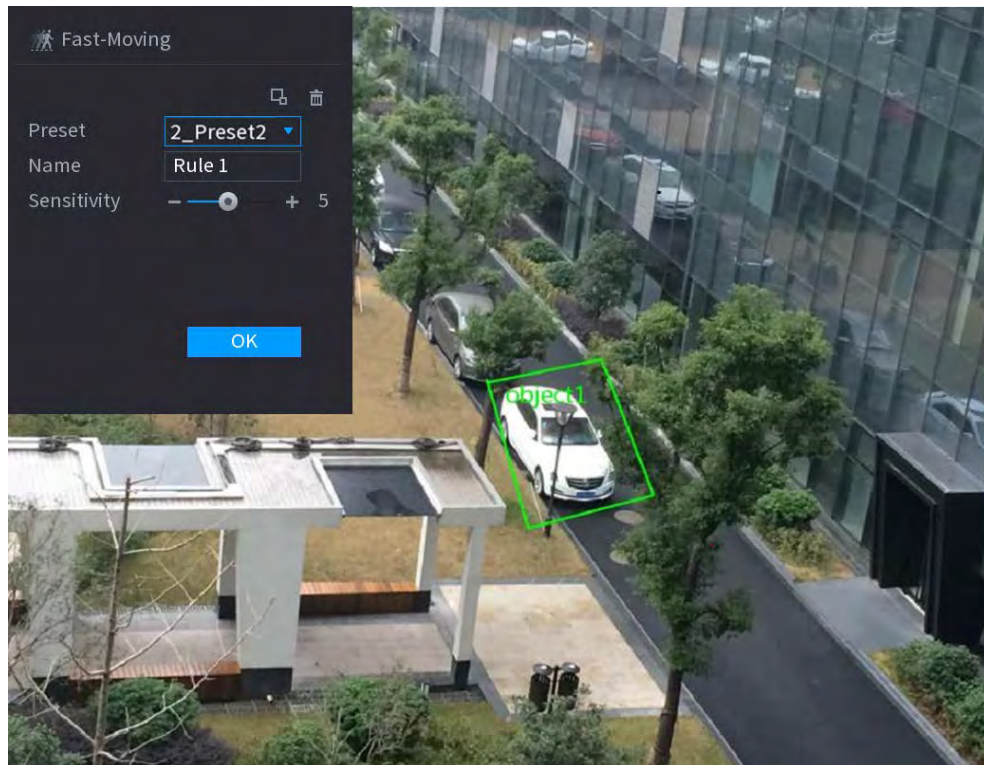 Fast-Moving
Preset 2_Preset2
Name Rule 1
Sensitivity − + 5
OK
object1